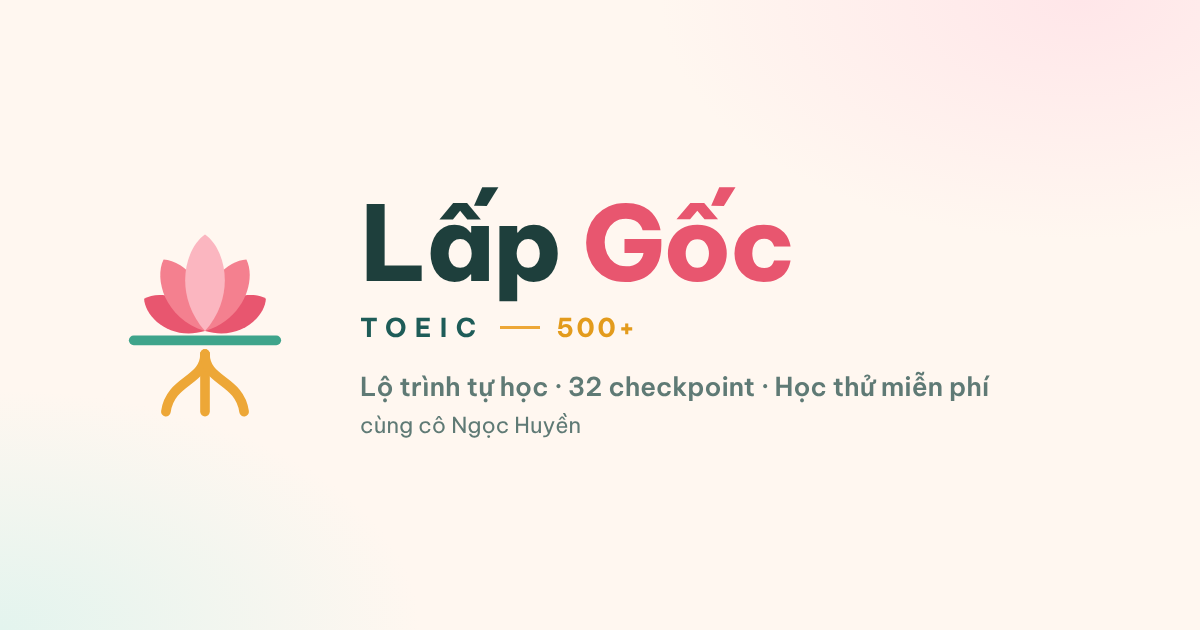 Lấp Gốc
TOEIC — 500+
Lộ trình tự học · 32 checkpoint · Học thử miễn phí
cùng cô Ngọc Huyền